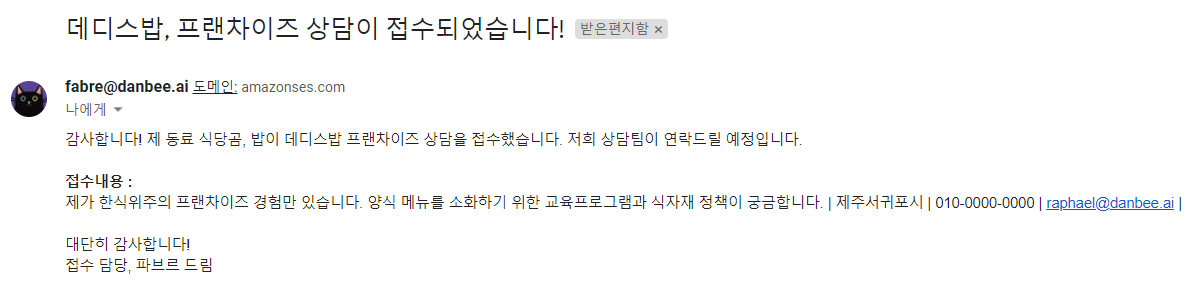 데디스밥, 프랜차이즈 상담이 접수되었습니다! 받은편지함 ×
fabre@danbee.ai 도메인: amazonses.com
나에게
감사합니다! 제 동료 식당곰, 밥이 데디스밥 프랜차이즈 상담을 접수했습니다. 저희 상담팀이 연락드릴 예정입니다.
접수내용 :
제가 한식위주의 프랜차이즈 경험만 있습니다. 양식 메뉴를 소화하기 위한 교육프로그램과 식자재 정책이 궁금합니다. | 제주서귀포시 | 010-0000-0000 | raphael@danbee.ai |
대단히 감사합니다!
접수 담당, 파브르 드림